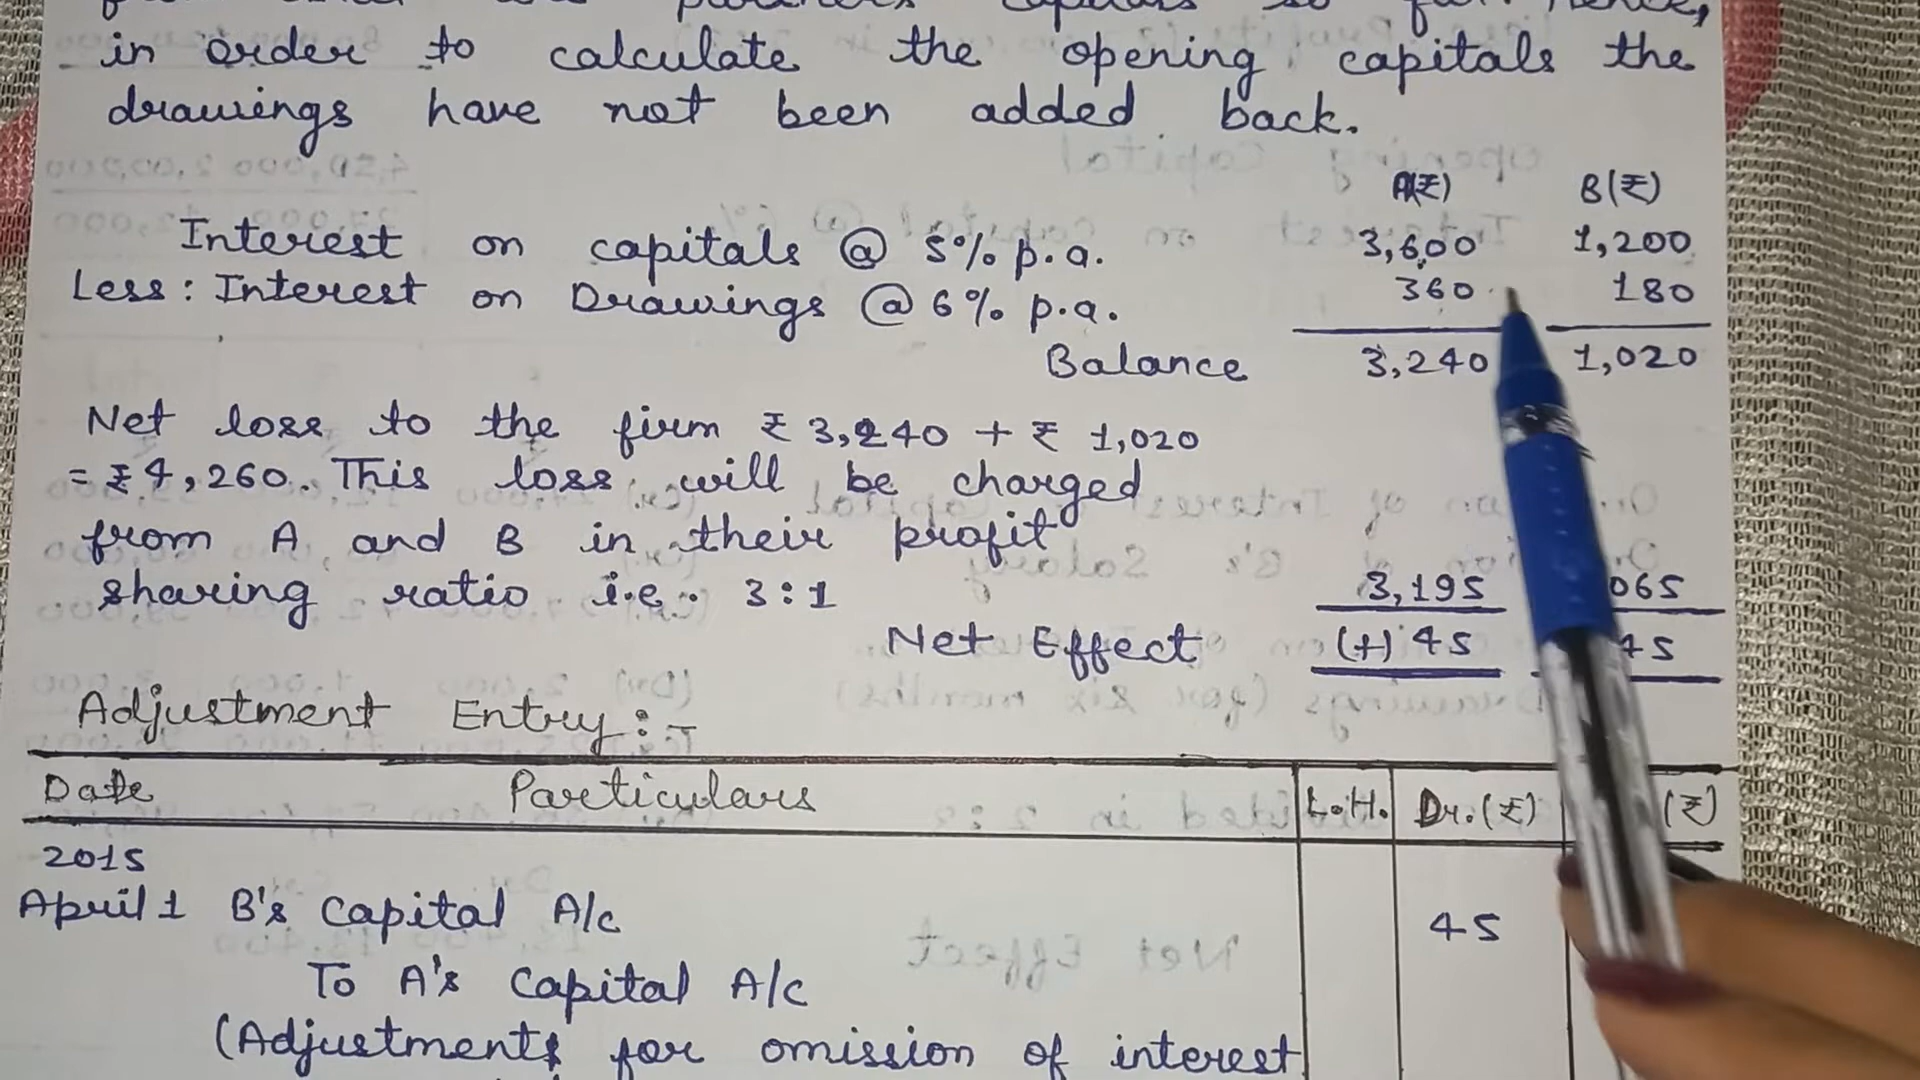 in order to calculate the opening capitals the
drawings have not been added back.
A(₹) B(₹)
Interest on capitals @ 5% p.a. 3,600 1,200
Less: Interest on Drawings @ 6% p.a. 360 180
Balance 3,240 1,020
Net loss to the firm ₹ 3,240 + ₹ 1,020
= ₹ 4,260. This loss will be charged
from A and B in their profit
sharing ratio i.e. 3:1 3,195 065
Net Effect (+) 45 45
Adjustment Entry:-
Date Particulars L.H. Dr.(₹) (₹)
2015
April 1 B's Capital A/c 45
To A's Capital A/c
(Adjustments for omission of interest